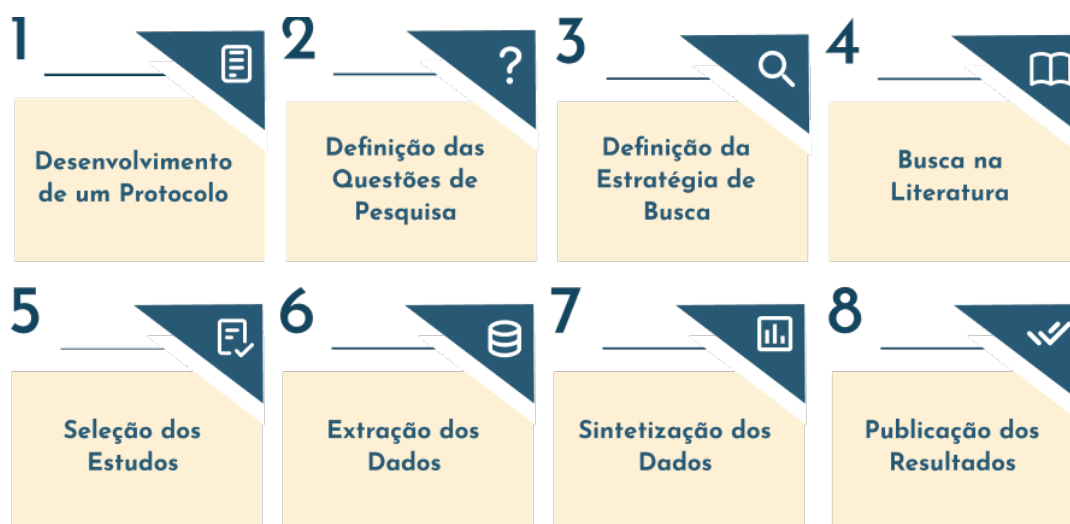 1
Desenvolvimento
de um Protocolo
2
?
Definição das
Questões de
Pesquisa
3
Definição da
Estratégia de
Busca
4
Busca na
Literatura
5
Seleção dos
Estudos
6
Extração dos
Dados
7
Sintetização dos
Dados
8
Publicação dos
Resultados